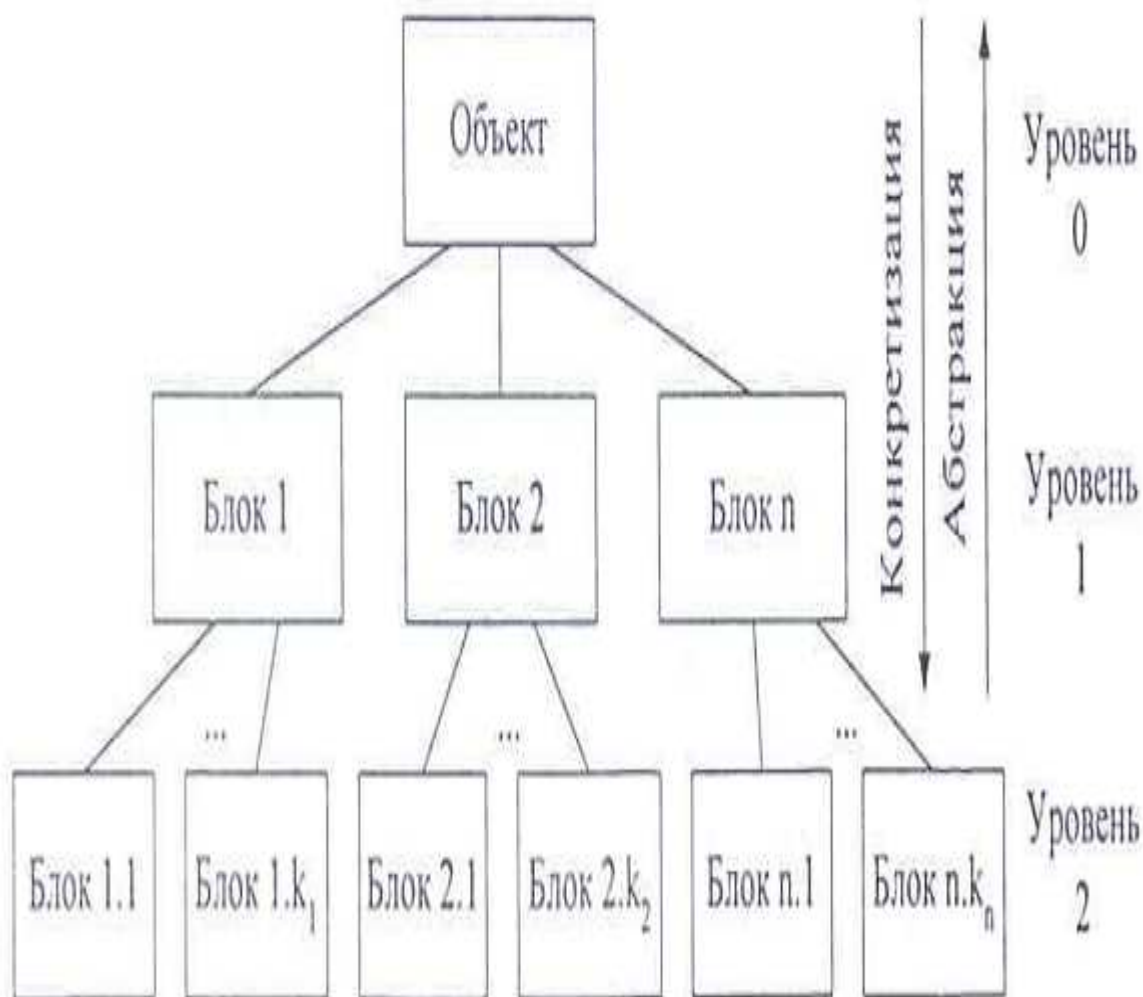 Объект
Уровень
0
Конкретизация
Абстракция
Блок 1
Блок 2
Блок n
Уровень
1
...
...
...
Блок 1.1
Блок 1.k₁
Блок 2.1
Блок 2.k₂
Блок n.1
Блок n.kₙ
Уровень
2